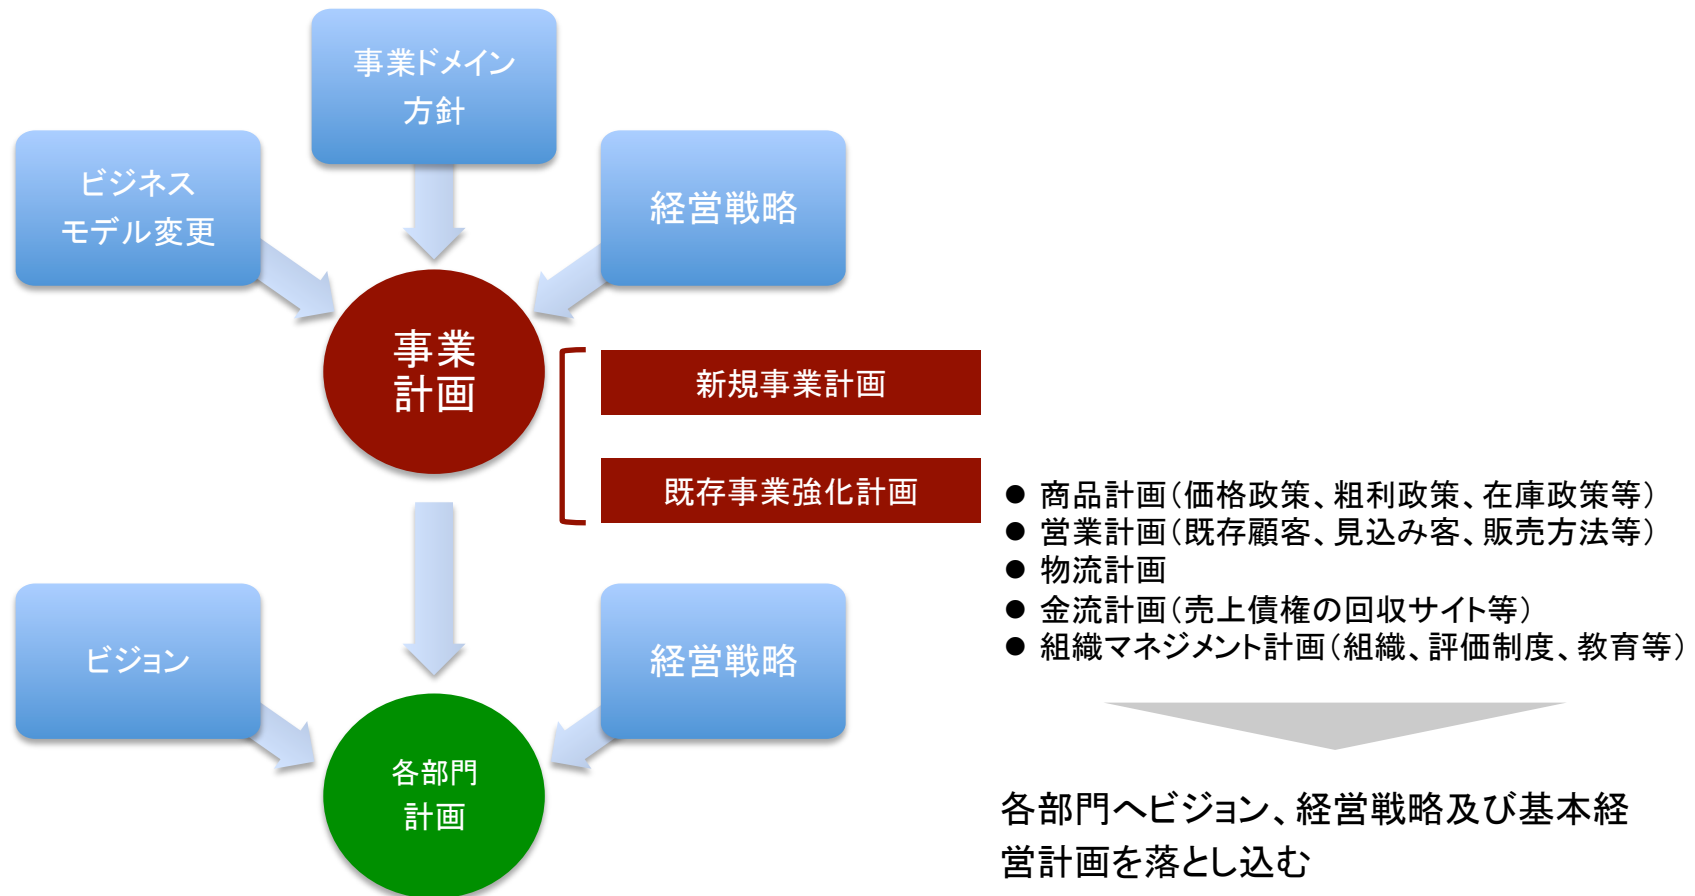 事業ドメイン
方針
ビジネス
モデル変更
経営戦略
事業
計画
新規事業計画
既存事業強化計画
● 商品計画（価格政策、粗利政策、在庫政策等）
● 営業計画（既存顧客、見込み客、販売方法等）
● 物流計画
● 金流計画（売上債権の回収サイト等）
● 組織マネジメント計画（組織、評価制度、教育等）
ビジョン
経営戦略
各部門
計画
各部門へビジョン、経営戦略及び基本経
営計画を落とし込む